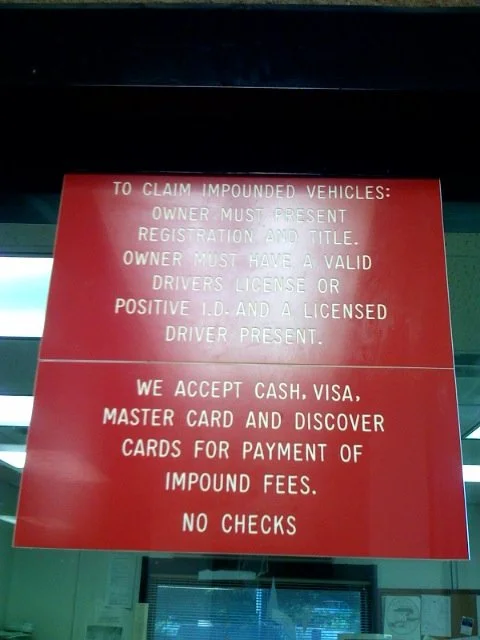 TO CLAIM IMPOUNDED VEHICLES:
OWNER MUST PRESENT
REGISTRATION AND TITLE.
OWNER MUST HAVE A VALID
DRIVERS LICENSE OR
POSITIVE I.D. AND A LICENSED
DRIVER PRESENT.
WE ACCEPT CASH, VISA,
MASTER CARD AND DISCOVER
CARDS FOR PAYMENT OF
IMPOUND FEES.
NO CHECKS